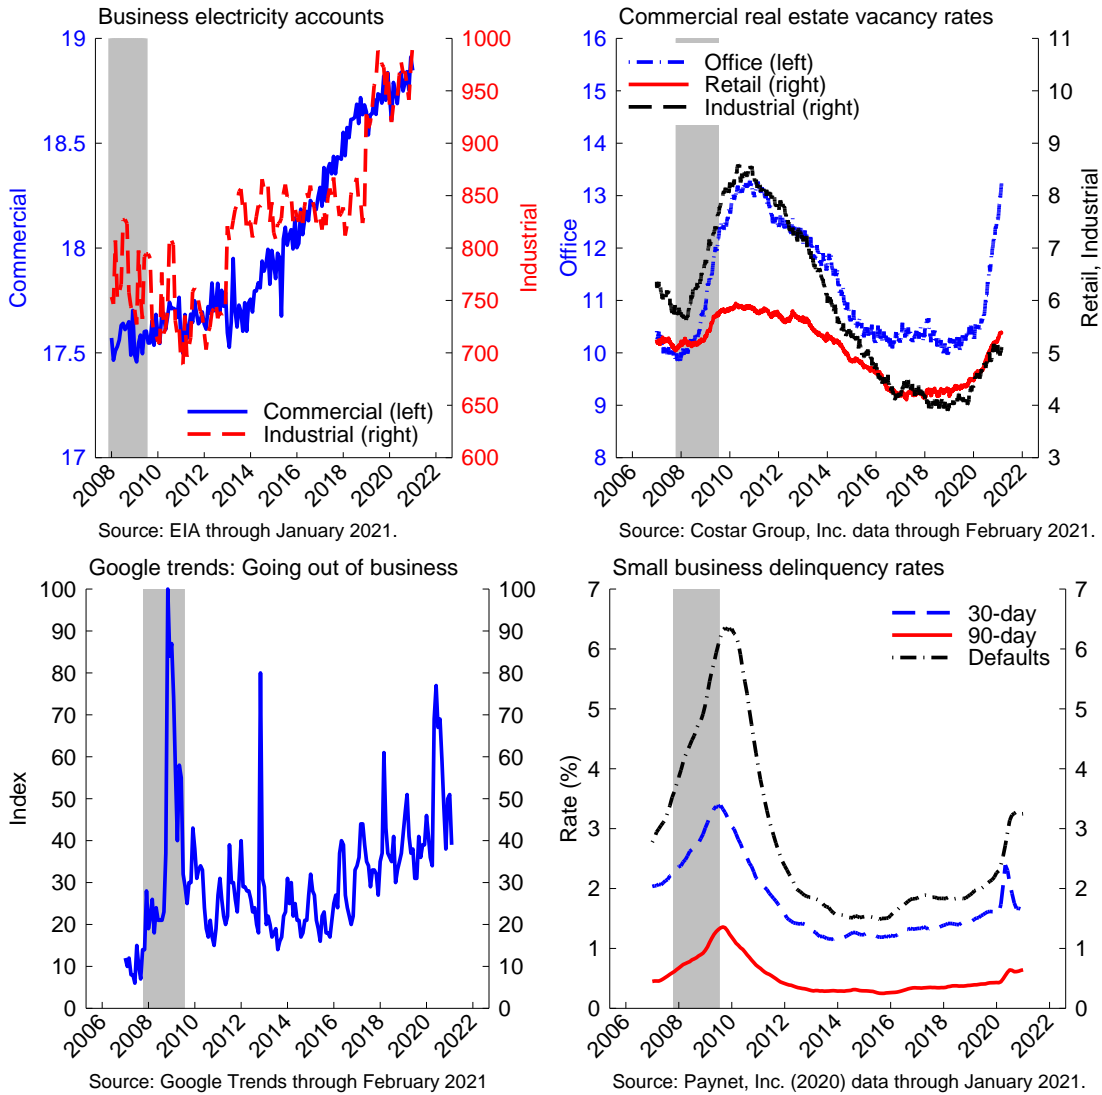 Business electricity accounts
19
18.5
18
17.5
17
Commercial
1000
950
900
850
800
750
700
650
600
Industrial
Commercial (left)
Industrial (right)
2008 2010 2012 2014 2016 2018 2020 2022
Source: EIA through January 2021.
Commercial real estate vacancy rates
16
15
14
13
12
11
10
9
8
Office
11
10
9
8
7
6
5
4
3
Retail, Industrial
Office (left)
Retail (right)
Industrial (right)
2006 2008 2010 2012 2014 2016 2018 2020 2022
Source: Costar Group, Inc. data through February 2021.
Google trends: Going out of business
100
90
80
70
60
50
40
30
20
10
0
Index
100
90
80
70
60
50
40
30
20
10
0
2006 2008 2010 2012 2014 2016 2018 2020 2022
Source: Google Trends through February 2021
Small business delinquency rates
7
6
5
4
3
2
1
0
Rate (%)
7
6
5
4
3
2
1
0
30-day
90-day
Defaults
2006 2008 2010 2012 2014 2016 2018 2020 2022
Source: Paynet, Inc. (2020) data through January 2021.